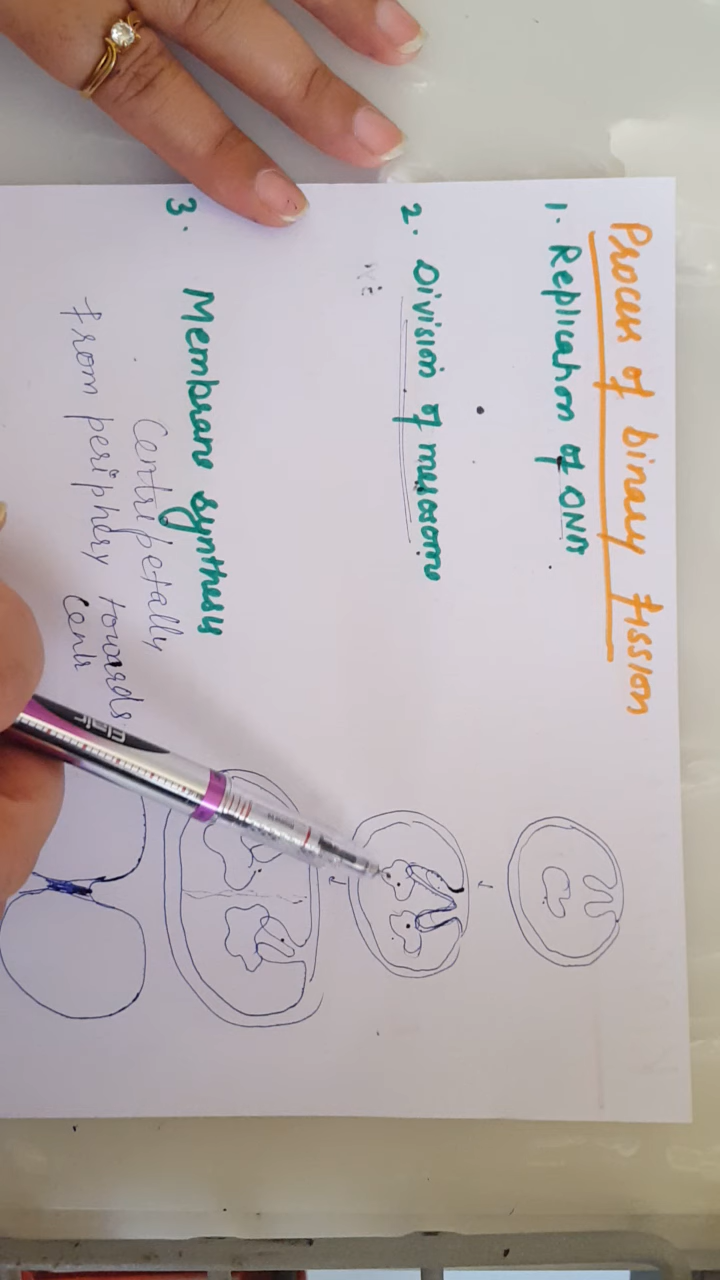 Process of binary Fission
1. Replication of DNA
2. Division of mesosome
3. Membrane synthesis
Centripetally
From periphery towards